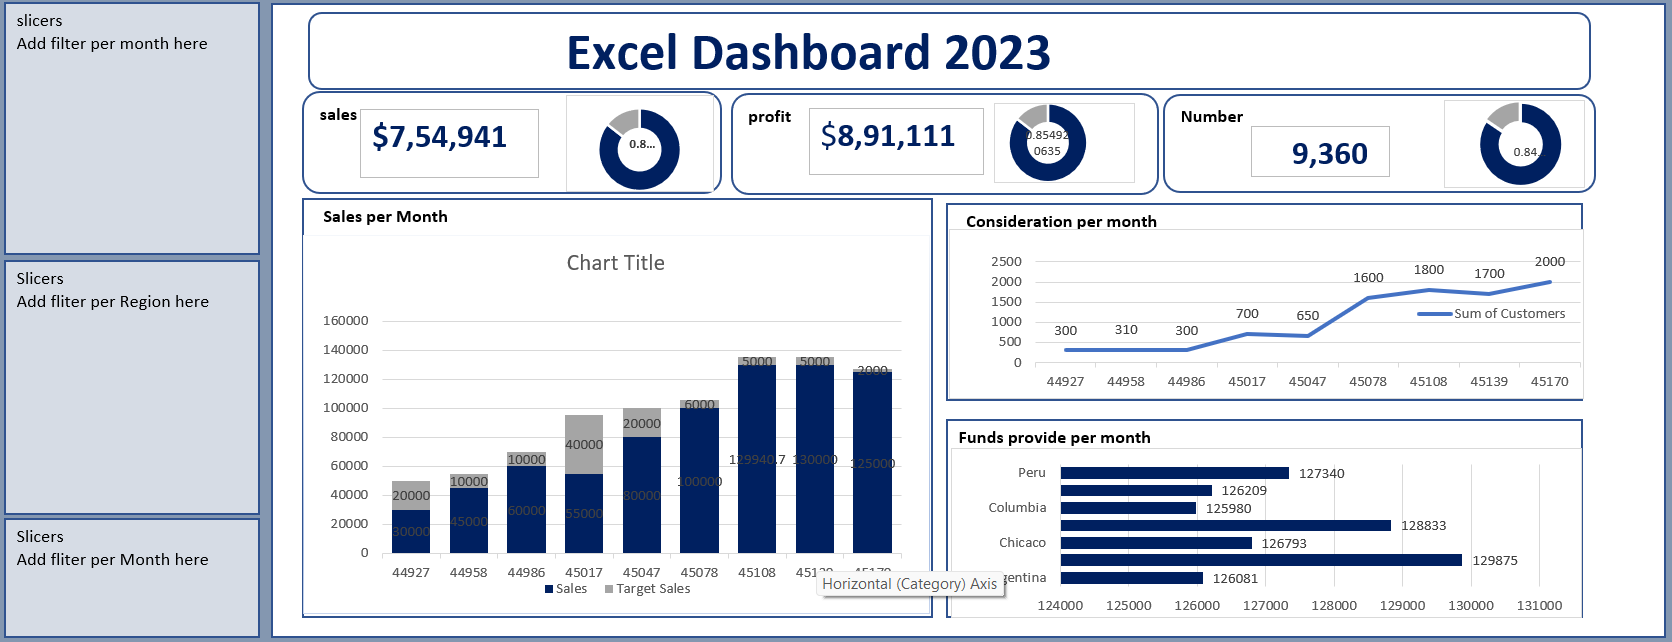 slicers
Add filter per month here
Slicers
Add fliter per Region here
Slicers
Add fliter per Month here
Excel Dashboard 2023
sales
$7,54,941
0.8...
profit
$8,91,111
0.85492
0635
Number
9,360
0.84...
Sales per Month
Chart Title
160000
140000
120000
100000
80000
60000
40000
20000
0
20000
10000
10000
40000
20000
6000
5000
5000
2000
30000
45000
60000
55000
80000
100000
129940.7
130000
125000
44927 44958 44986 45017 45047 45078 45108
Sales Target Sales
Horizontal (Category) Axis
Consideration per month
2500
2000
1500
1000
500
0
300 310 300 700 650 1600 1800 1700 2000
Sum of Customers
44927 44958 44986 45017 45047 45078 45108 45139 45170
Funds provide per month
Peru 127340
126209
Columbia 125980
128833
Chicaco 126793
129875
gentina 126081
124000 125000 126000 127000 128000 129000 130000 131000